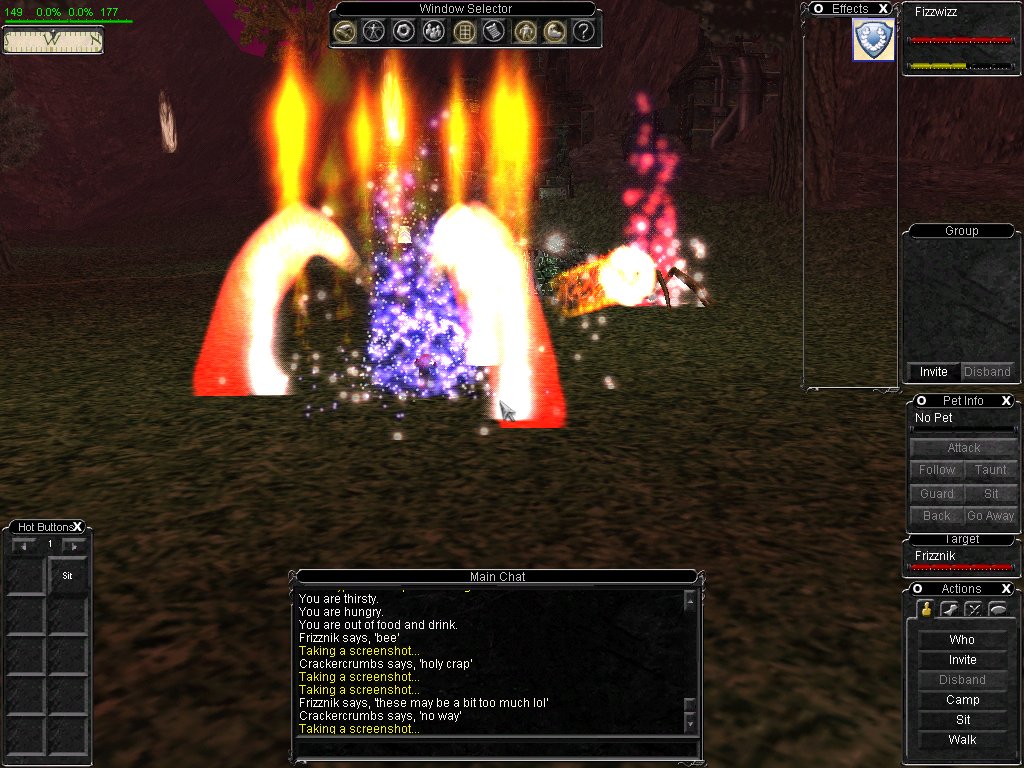 149 0.0% 0.0% 177
Window Selector
Effects X
Fizzwizz
W N
Group
Invite Disband
Pet Info X
No Pet
Attack
Follow Taunt
Guard Sit
Back Go Away
Target
Frizznik
Hot Buttons X
1
Sit
Main Chat
You are thirsty.
You are hungry.
You are out of food and drink.
Frizznik says, 'bee'
Taking a screenshot...
Crackercrumbs says, 'holy crap'
Taking a screenshot...
Taking a screenshot...
Frizznik says, 'these may be a bit too much lol'
Crackercrumbs says, 'no way'
Taking a screenshot...
Actions X
Who
Invite
Disband
Camp
Sit
Walk